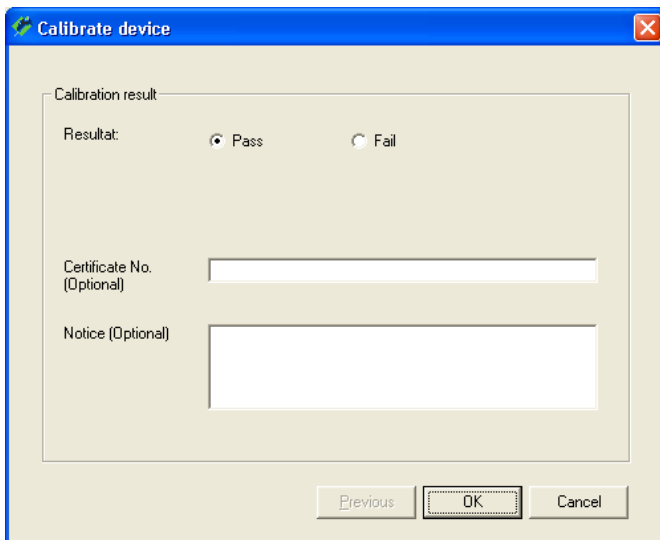 Calibrate device
Calibration result
Resultat: Pass Fail
Certificate No.
(Optional)
Notice (Optional)
Previous OK Cancel